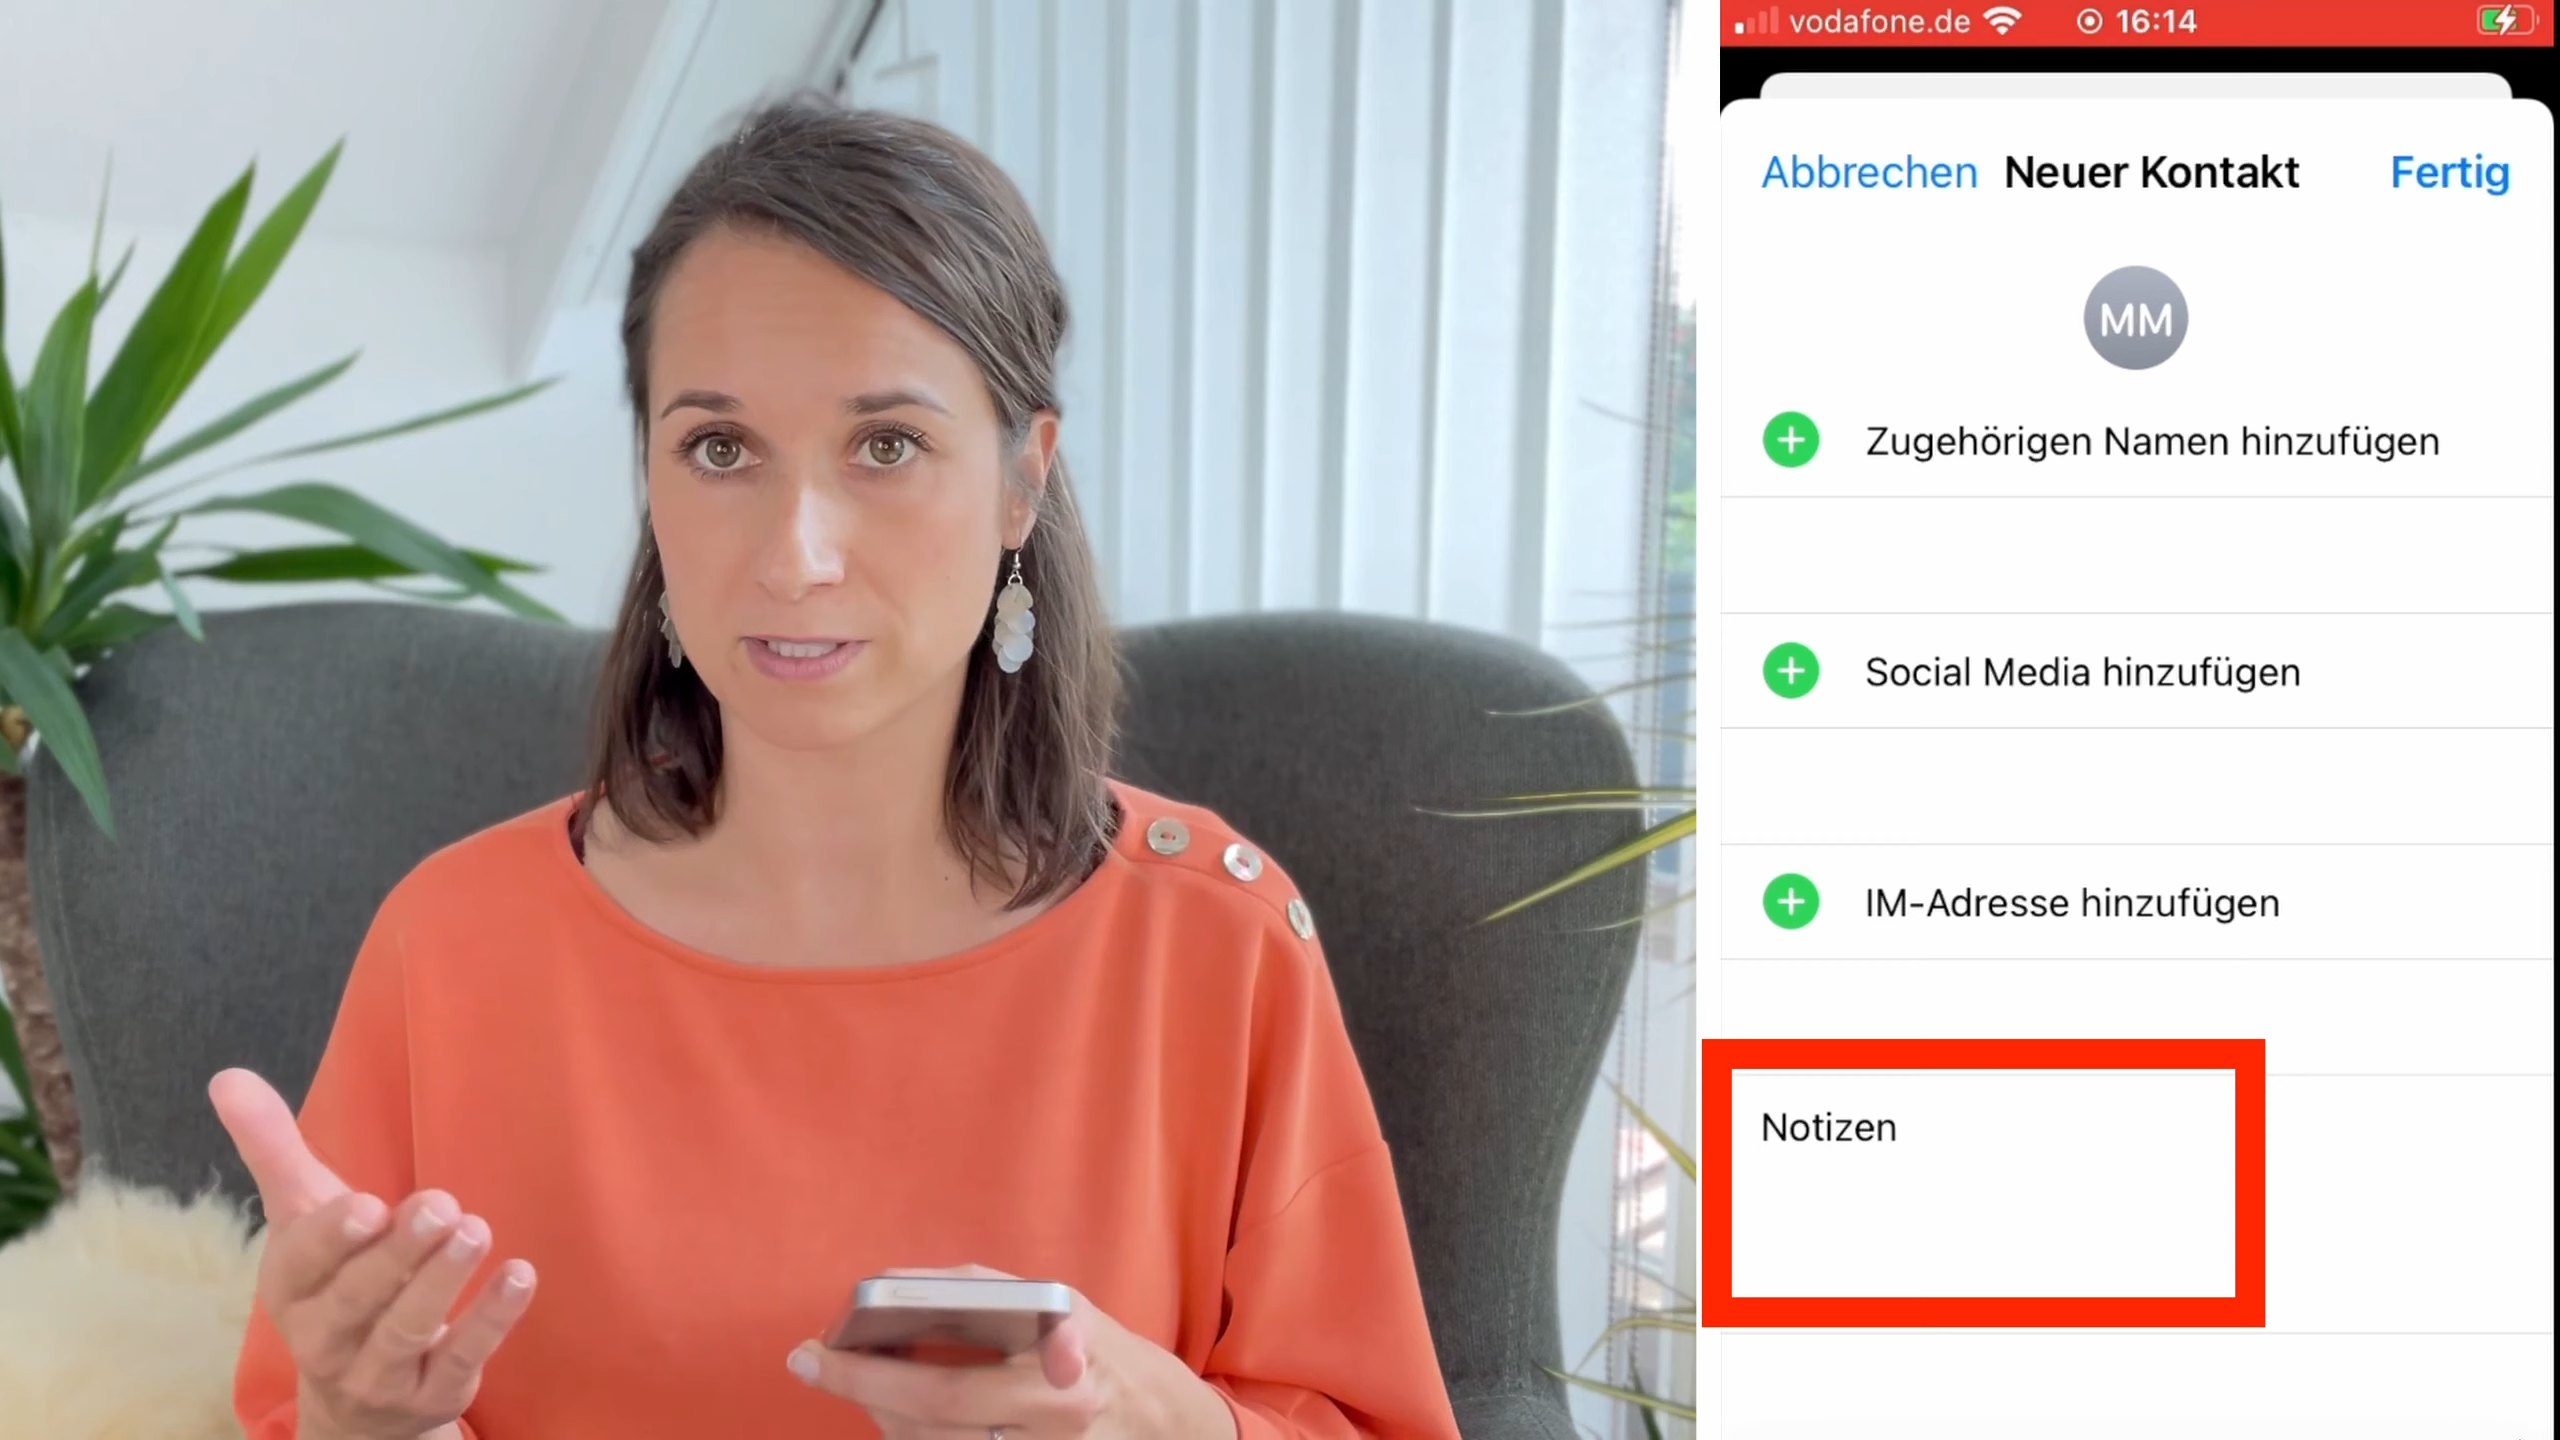 vodafone.de 16:14
Abbrechen Neuer Kontakt Fertig
MM
Zugehörigen Namen hinzufügen
Social Media hinzufügen
IM-Adresse hinzufügen
Notizen